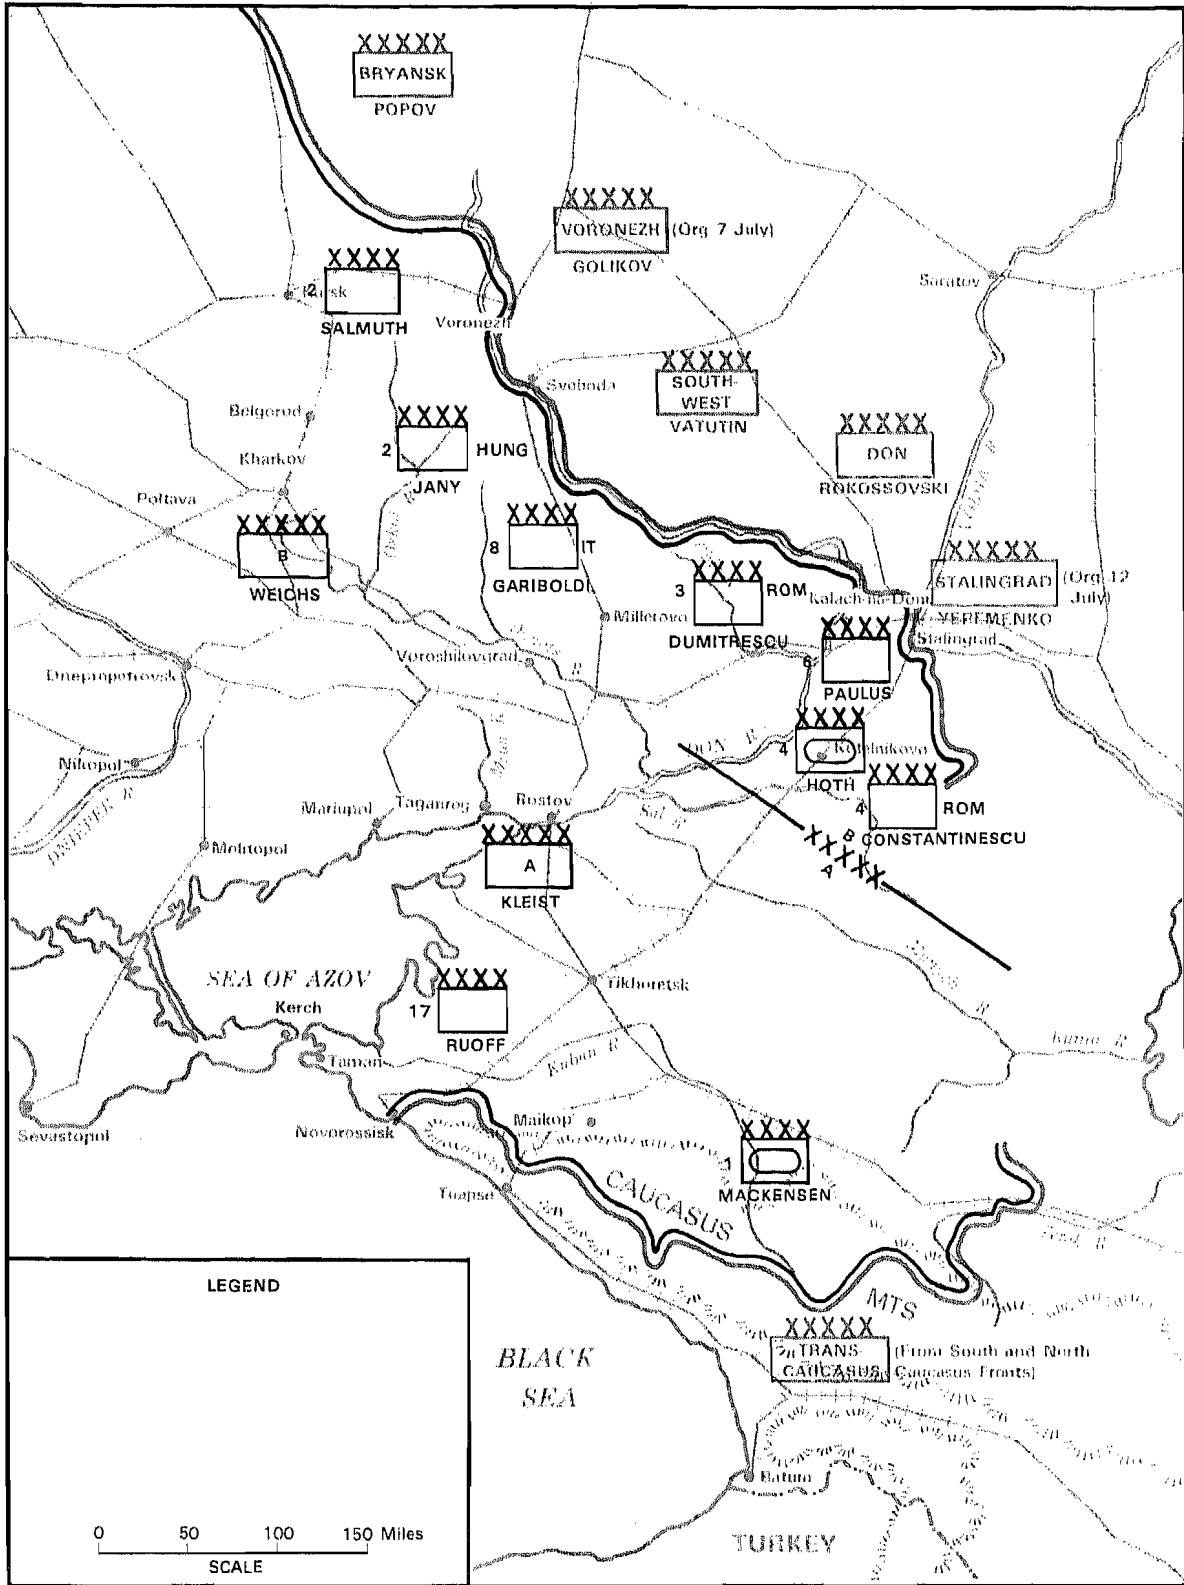 XXXXX
BRYANSK
POPOV
XXXXX
VORONEZH (Org 7 July)
GOLIKOV
XXXX
2
Kursk
SALMUTH
Voronezh
Saratov
XXXXX
SOUTH-
WEST
VATUTIN
Svoboda
Belgorod
XXXX
2 HUNG
JANY
XXXXX
DON
ROKOSSOVSKI
Kharkov
Poltava
XXXXX
B
WEICHS
XXXX
8 IT
GARIBOLDI
XXXX
3 ROM
DUMITRESCU
Kalach-na-Donu
XXXXX
STALINGRAD (Org 12
July)
YEREMENKO
Stalingrad
Millerovo
Voroshilovgrad
R
XXXX
6
PAULUS
Dnepropetrovsk
XXXX
4
Kotelnikovo
HOTH
DON R
Nikopol
DNIEPER R
Mariupol
Taganrog
Rostov
Sal R
XXXX
4 ROM
CONSTANTINESCU
B
XXXXX
A
Melitopol
XXXXX
A
KLEIST
SEA OF AZOV
Kerch
XXXX
17
RUOFF
Tikhoretsk
R
Kuma R
Taman
Kuban R
Sevastopol
Novorossisk
Maikop
XXXX
1
MACKENSEN
Tuapse
CAUCASUS
MTS
R
XXXXX
TRANS-
CAUCASUS
(From South and North
Caucasus Fronts)
BLACK
SEA
Batum
TURKEY
LEGEND
0 50 100 150 Miles
SCALE